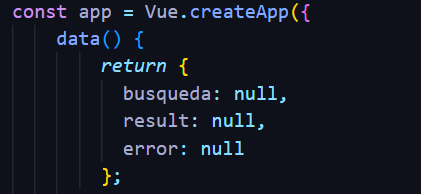 const app = Vue.createApp({
    data() {
        return {
          busqueda: null,
          result: null,
          error: null
        };